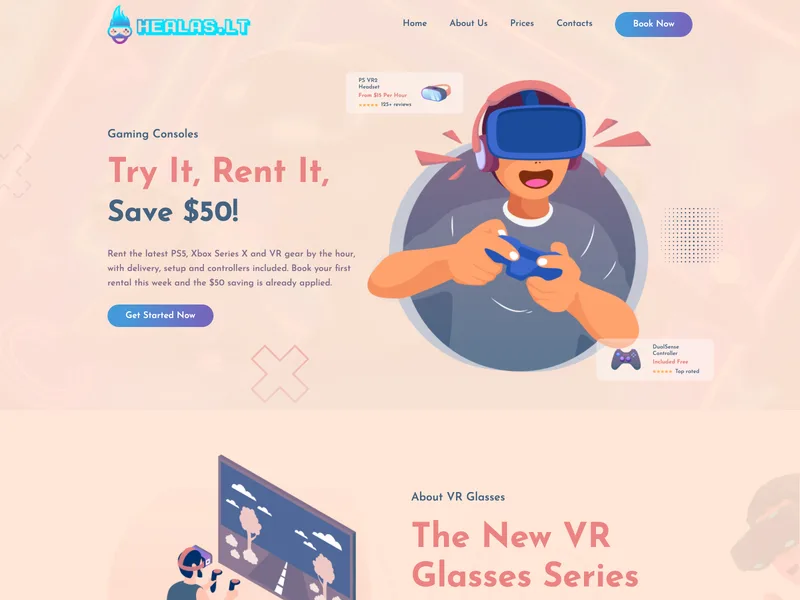 HEALAS.LT
Home
About Us
Prices
Contacts
Book Now
PS VR2
Headset
From $15 Per Hour
★★★★★ 125+ reviews
Gaming Consoles
Try It, Rent It,
Save $50!
Rent the latest PS5, Xbox Series X and VR gear by the hour,
with delivery, setup and controllers included. Book your first
rental this week and the $50 saving is already applied.
Get Started Now
DualSense
Controller
Included Free
★★★★★ Top rated
About VR Glasses
The New VR
Glasses Series